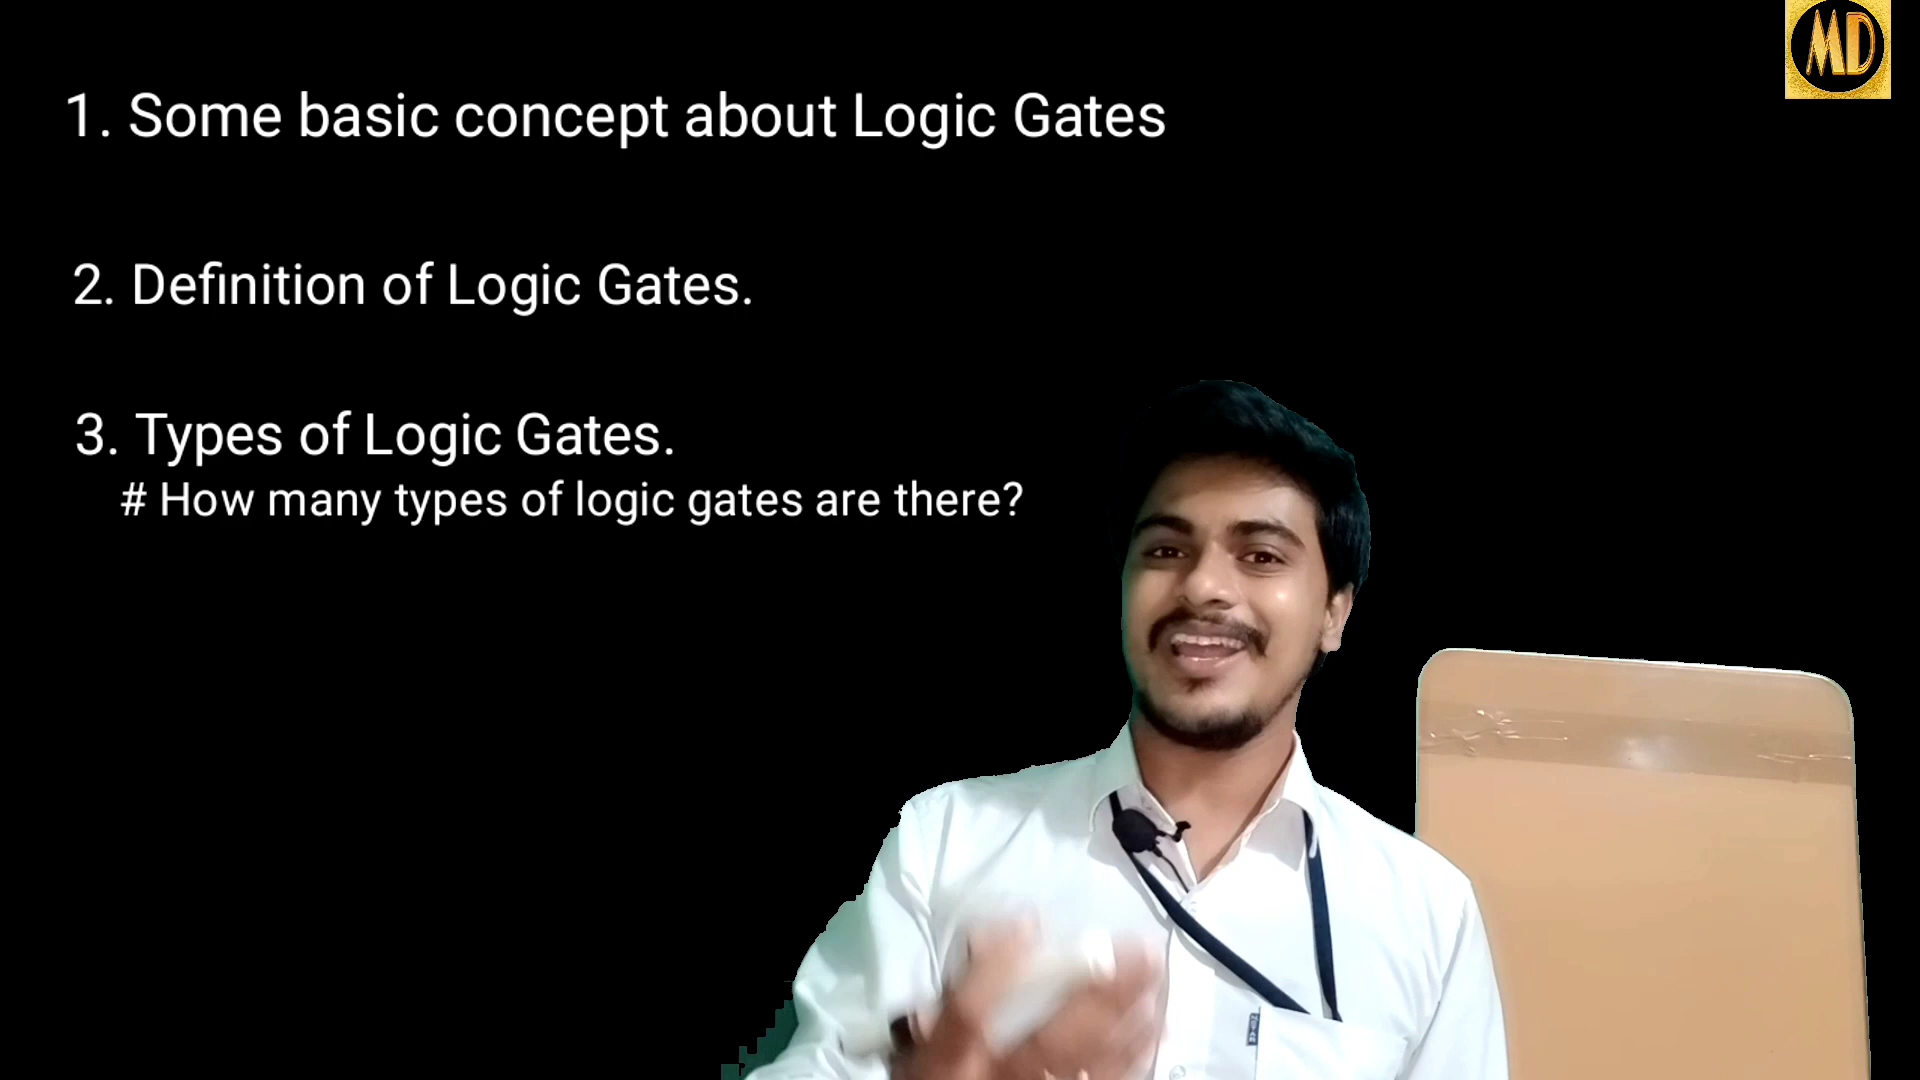 MD
1. Some basic concept about Logic Gates
2. Definition of Logic Gates.
3. Types of Logic Gates.
# How many types of logic gates are there?